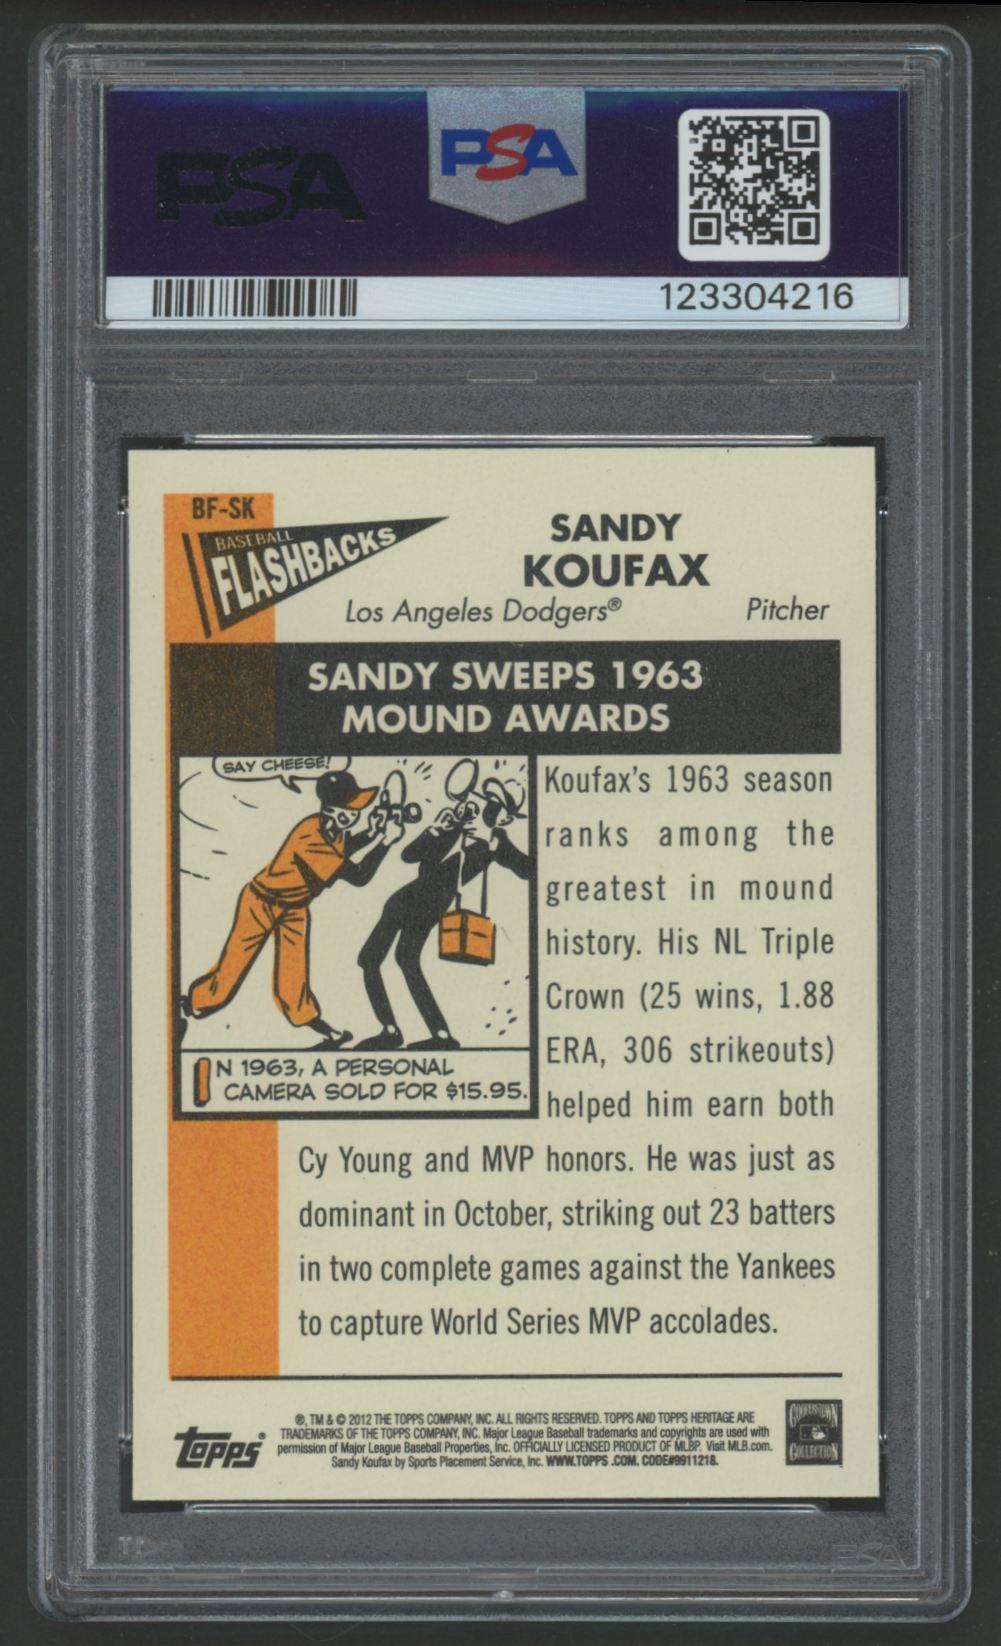 PSA
PSA
123304216
BF-SK
BASEBALL
FLASHBACKS
SANDY
KOUFAX
Los Angeles Dodgers®
Pitcher
SANDY SWEEPS 1963
MOUND AWARDS
SAY CHEESE!
IN 1963, A PERSONAL
CAMERA SOLD FOR $15.95.
Koufax's 1963 season
ranks among the
greatest in mound
history. His NL Triple
Crown (25 wins, 1.88
ERA, 306 strikeouts)
helped him earn both
Cy Young and MVP honors. He was just as
dominant in October, striking out 23 batters
in two complete games against the Yankees
to capture World Series MVP accolades.
Topps®
®, TM & © 2012 THE TOPPS COMPANY, INC. ALL RIGHTS RESERVED. TOPPS AND TOPPS HERITAGE ARE
TRADEMARKS OF THE TOPPS COMPANY, INC. Major League Baseball trademarks and copyrights are used with
permission of Major League Baseball Properties, Inc. OFFICIALLY LICENSED PRODUCT OF MLBP. Visit MLB.com.
Sandy Koufax by Sports Placement Service, Inc. WWW.TOPPS.COM. CODE#9911218.
COOPERSTOWN
COLLECTION
PSA